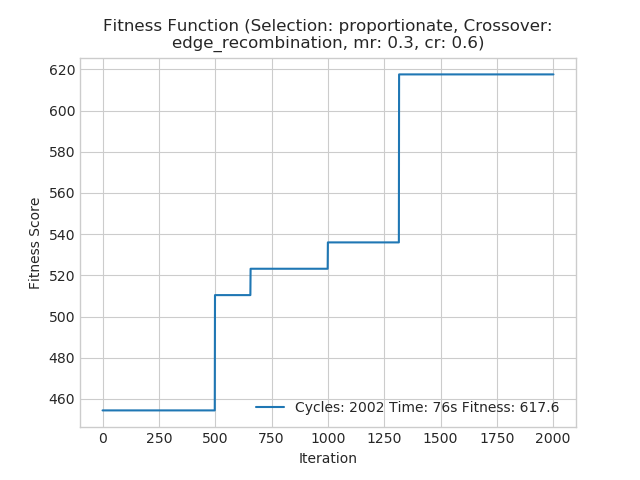 Fitness Function (Selection: proportionate, Crossover:
edge_recombination, mr: 0.3, cr: 0.6)
620
600
580
560
540
520
500
480
460
Fitness Score
Cycles: 2002 Time: 76s Fitness: 617.6
0 250 500 750 1000 1250 1500 1750 2000
Iteration